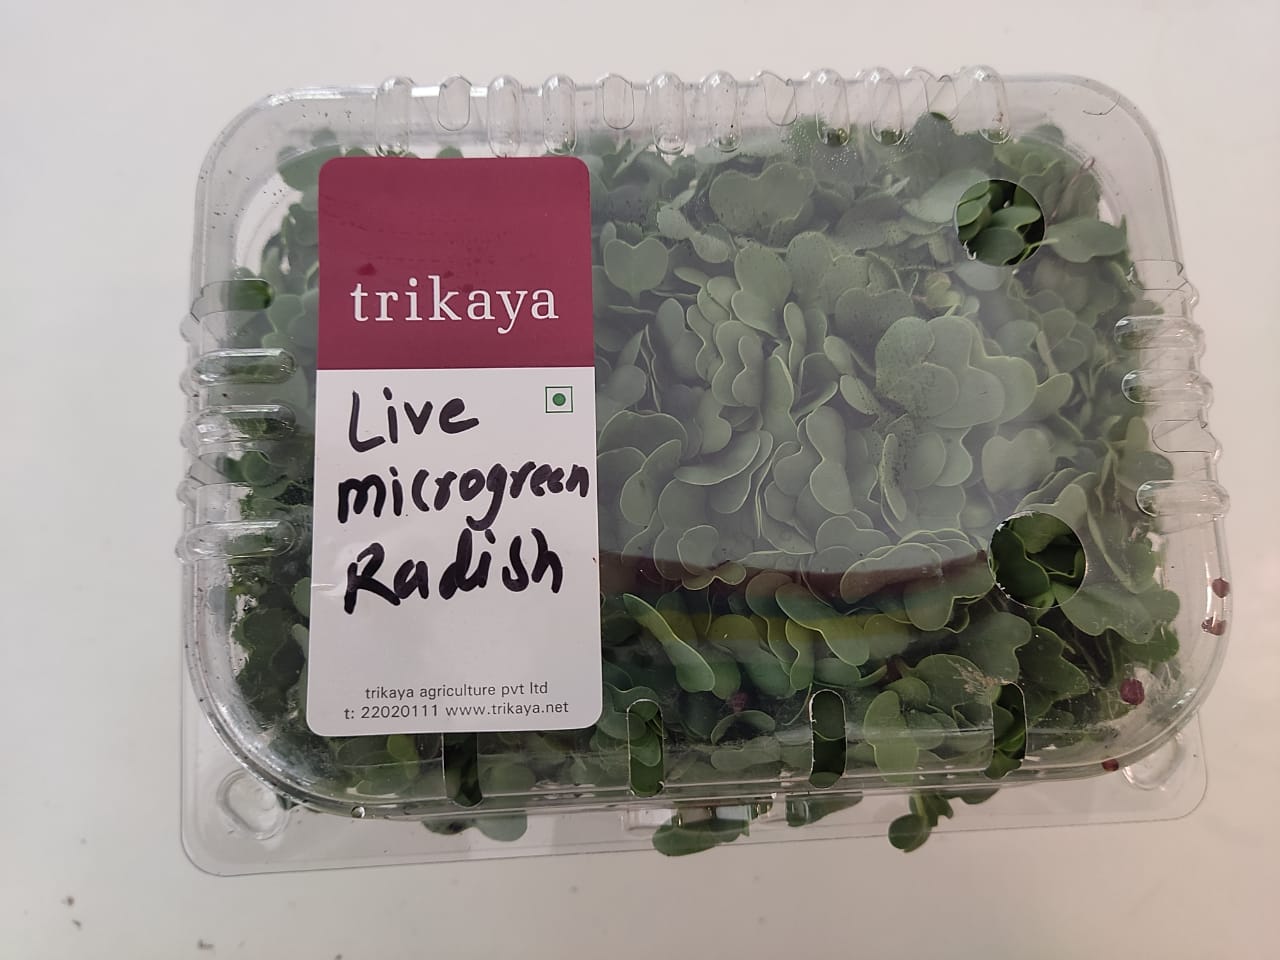 trikaya
Live
microgreen
Radish
trikaya agriculture pvt ltd
t: 22020111 www.trikaya.net